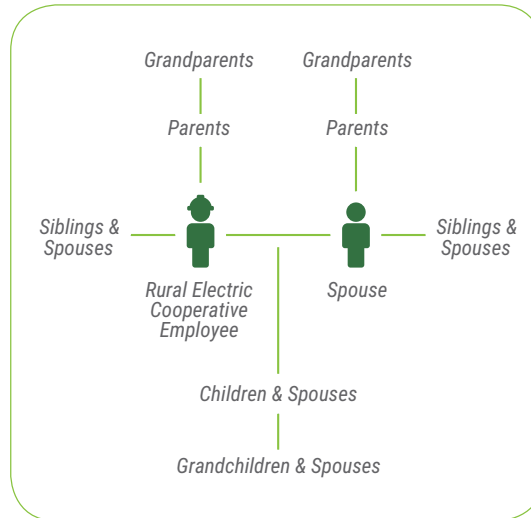 Grandparents
Grandparents
Parents
Parents
Siblings &
Spouses
Siblings &
Spouses
Rural Electric
Cooperative
Employee
Spouse
Children & Spouses
Grandchildren & Spouses